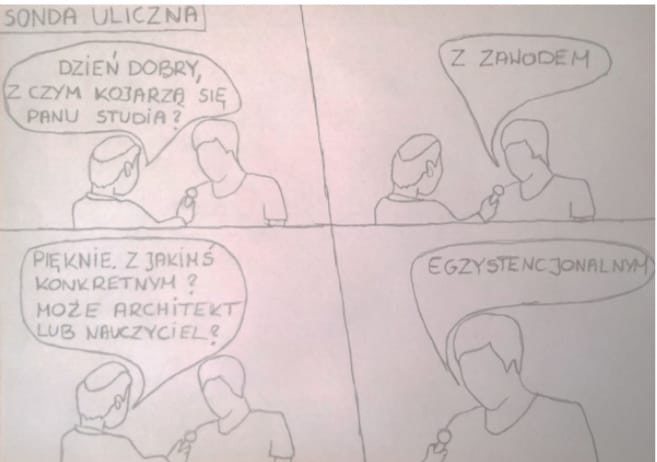 SONDA ULICZNA
DZIEŃ DOBRY,
Z CZYM KOJARZĄ SIĘ
PANU STUDIA?
Z ZAWODEM
PIĘKNIE. Z JAKIMŚ
KONKRETNYM?
MOŻE ARCHITEKT
LUB NAUCZYCIEL?
EGZYSTENCJONALNYM